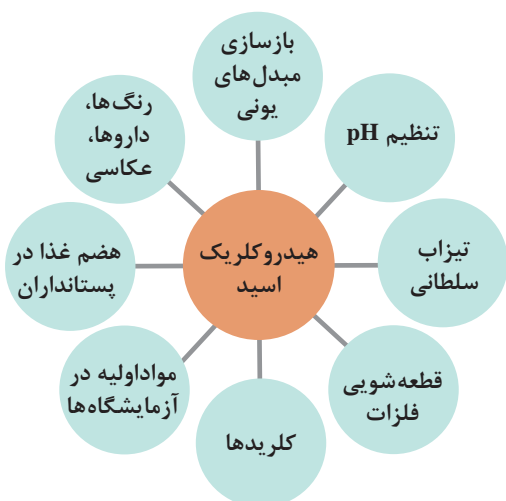 هیدروکلریک
اسید
بازسازی
مبدل‌های
یونی
تنظیم pH
تیزاب
سلطانی
قطعه‌شویی
فلزات
کلریدها
مواداولیه در
آزمایشگاه‌ها
هضم غذا در
پستانداران
رنگ‌ها،
داروها،
عکاسی